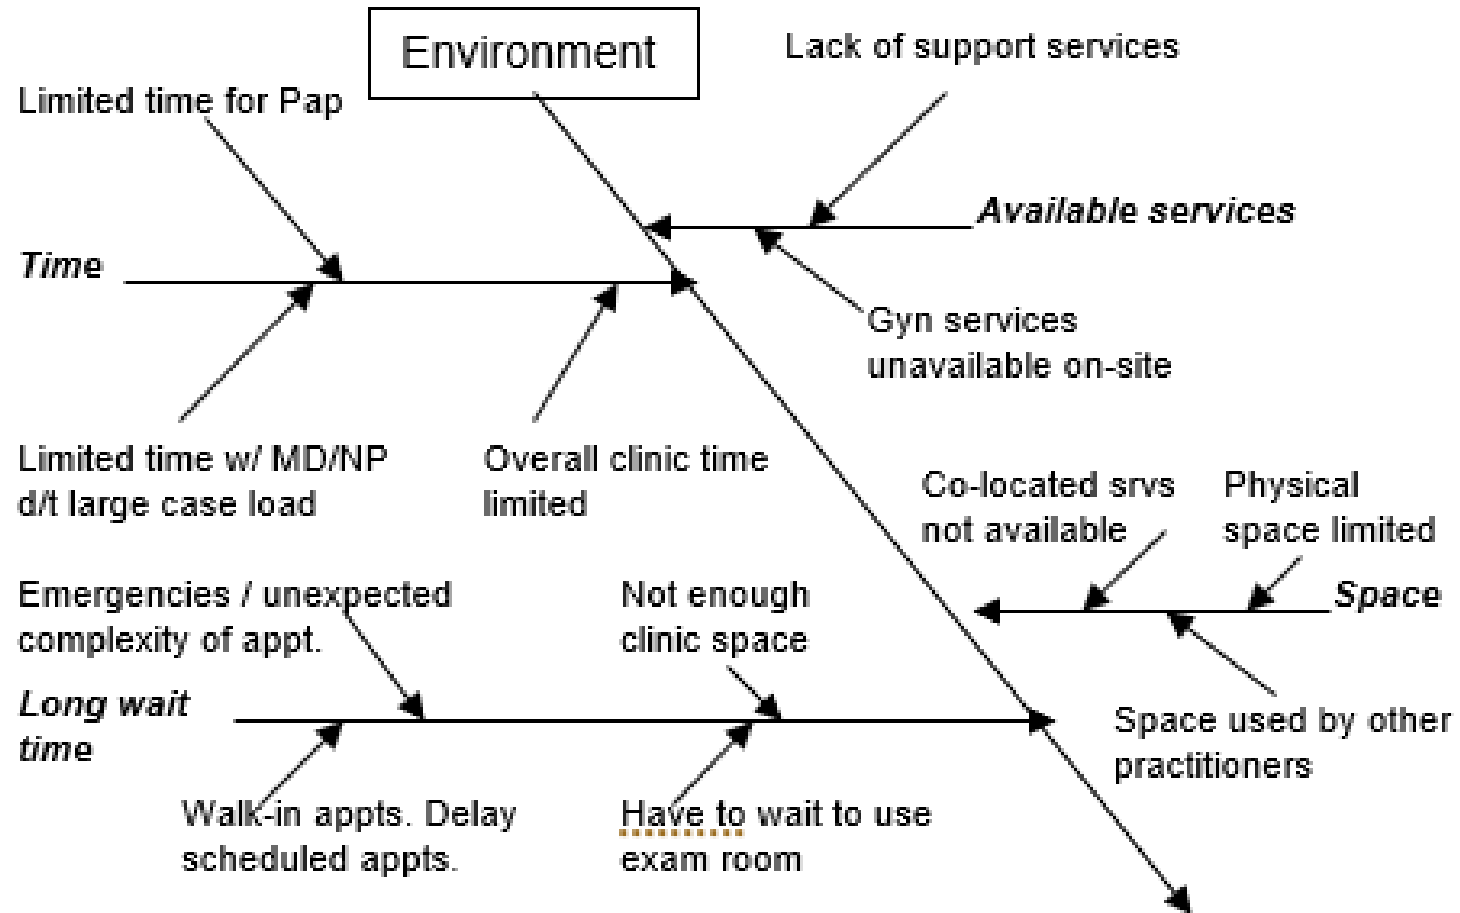 Environment
Lack of support services
Limited time for Pap
Available services
Time
Gyn services
unavailable on-site
Limited time w/ MD/NP
d/t large case load
Overall clinic time
limited
Co-located srvs
not available
Physical
space limited
Emergencies / unexpected
complexity of appt.
Not enough
clinic space
Space
Long wait
time
Space used by other
practitioners
Walk-in appts. Delay
scheduled appts.
Have to wait to use
exam room